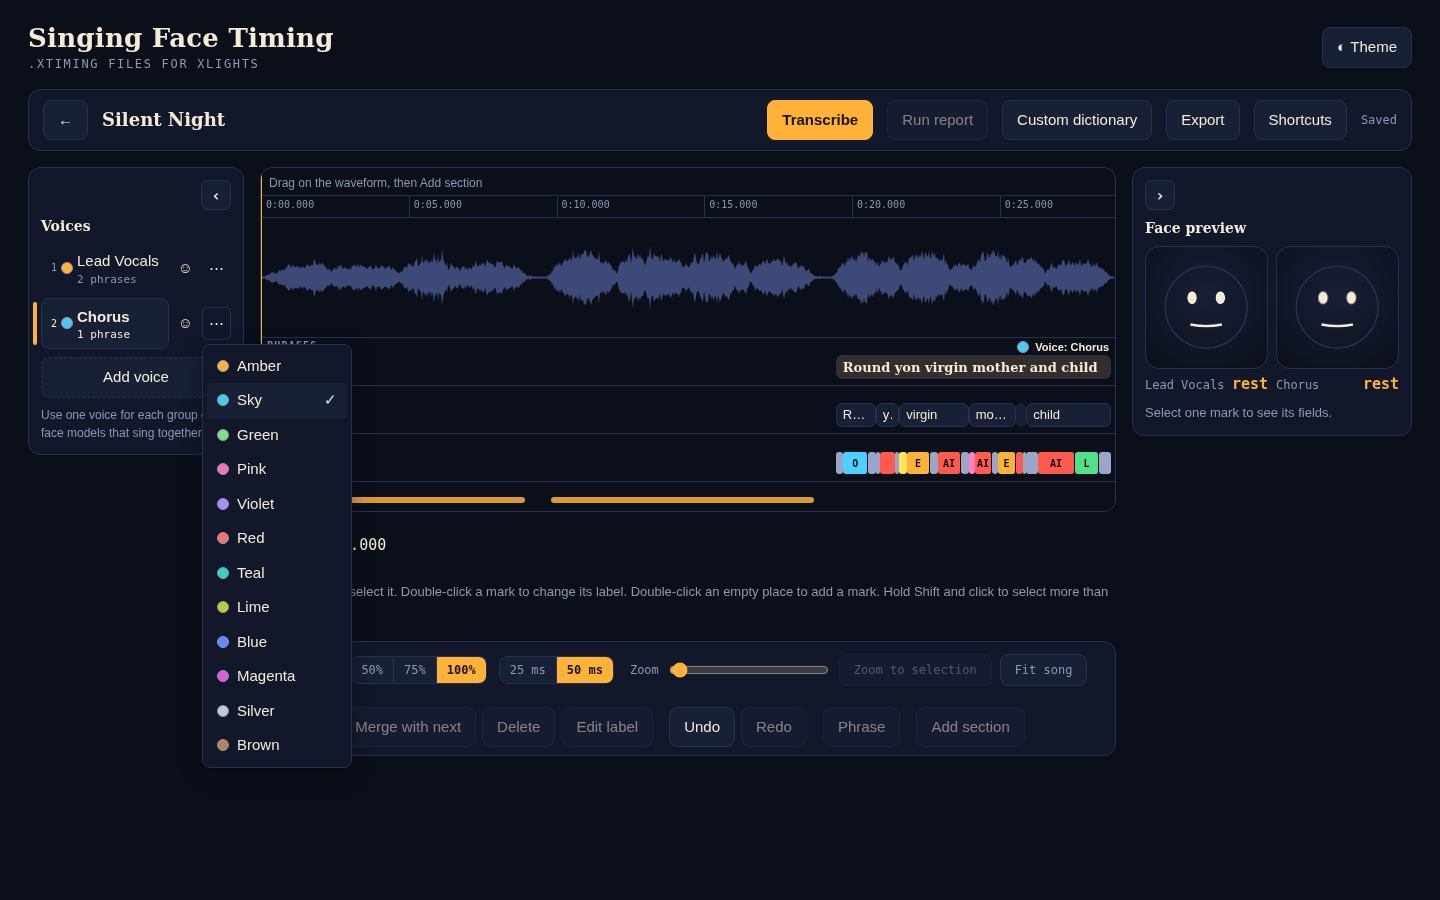 Singing Face Timing
.XTIMING FILES FOR XLIGHTS
Theme
←
Silent Night
Transcribe
Run report
Custom dictionary
Export
Shortcuts
Saved
Voices
1 Lead Vocals
2 phrases
2 Chorus
1 phrase
Add voice
Use one voice for each group
face models that sing together
Amber
Sky ✓
Green
Pink
Violet
Red
Teal
Lime
Blue
Magenta
Silver
Brown
Drag on the waveform, then Add section
0:00.000 0:05.000 0:10.000 0:15.000 0:20.000 0:25.000
Voice: Chorus
Round yon virgin mother and child
R… y. virgin mo… child
O E AI AI E AI L
.000
select it. Double-click a mark to change its label. Double-click an empty place to add a mark. Hold Shift and click to select more than
50% 75% 100% 25 ms 50 ms Zoom Zoom to selection Fit song
Merge with next Delete Edit label Undo Redo Phrase Add section
Face preview
Lead Vocals rest Chorus rest
Select one mark to see its fields.